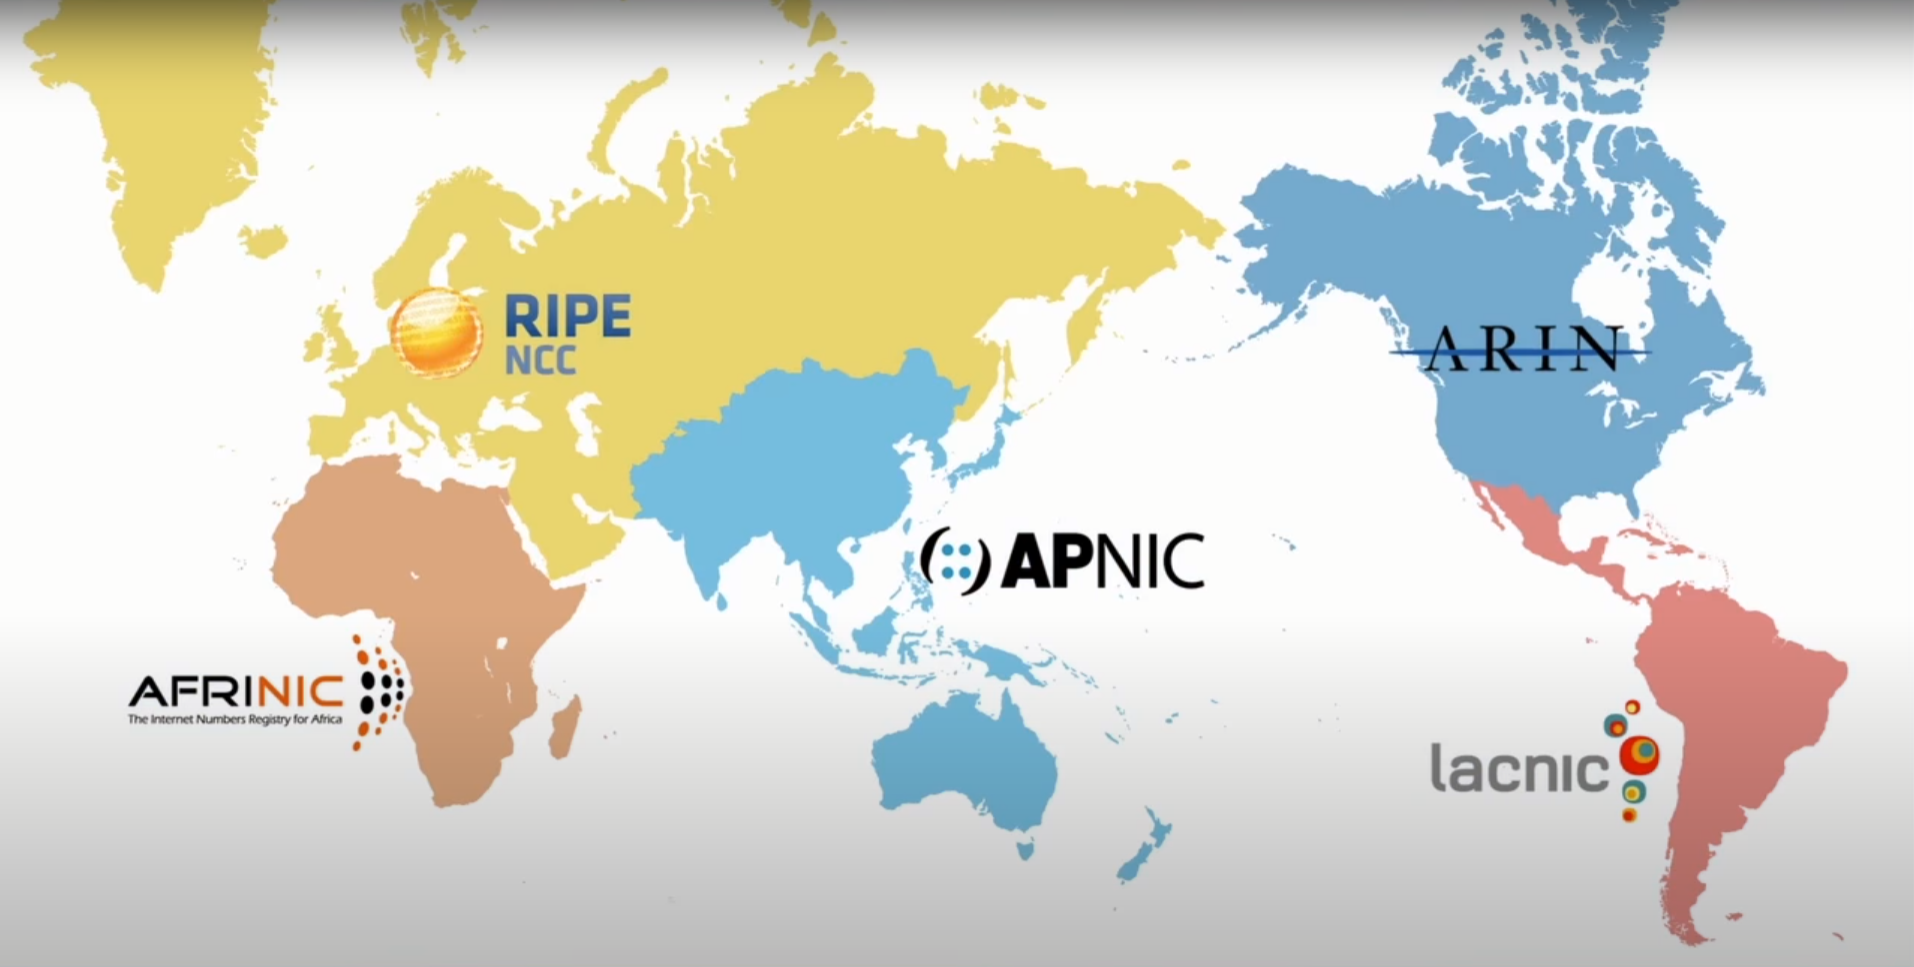 RIPE
NCC
ARIN
APNIC
AFRINIC
The Internet Numbers Registry for Africa
lacnic